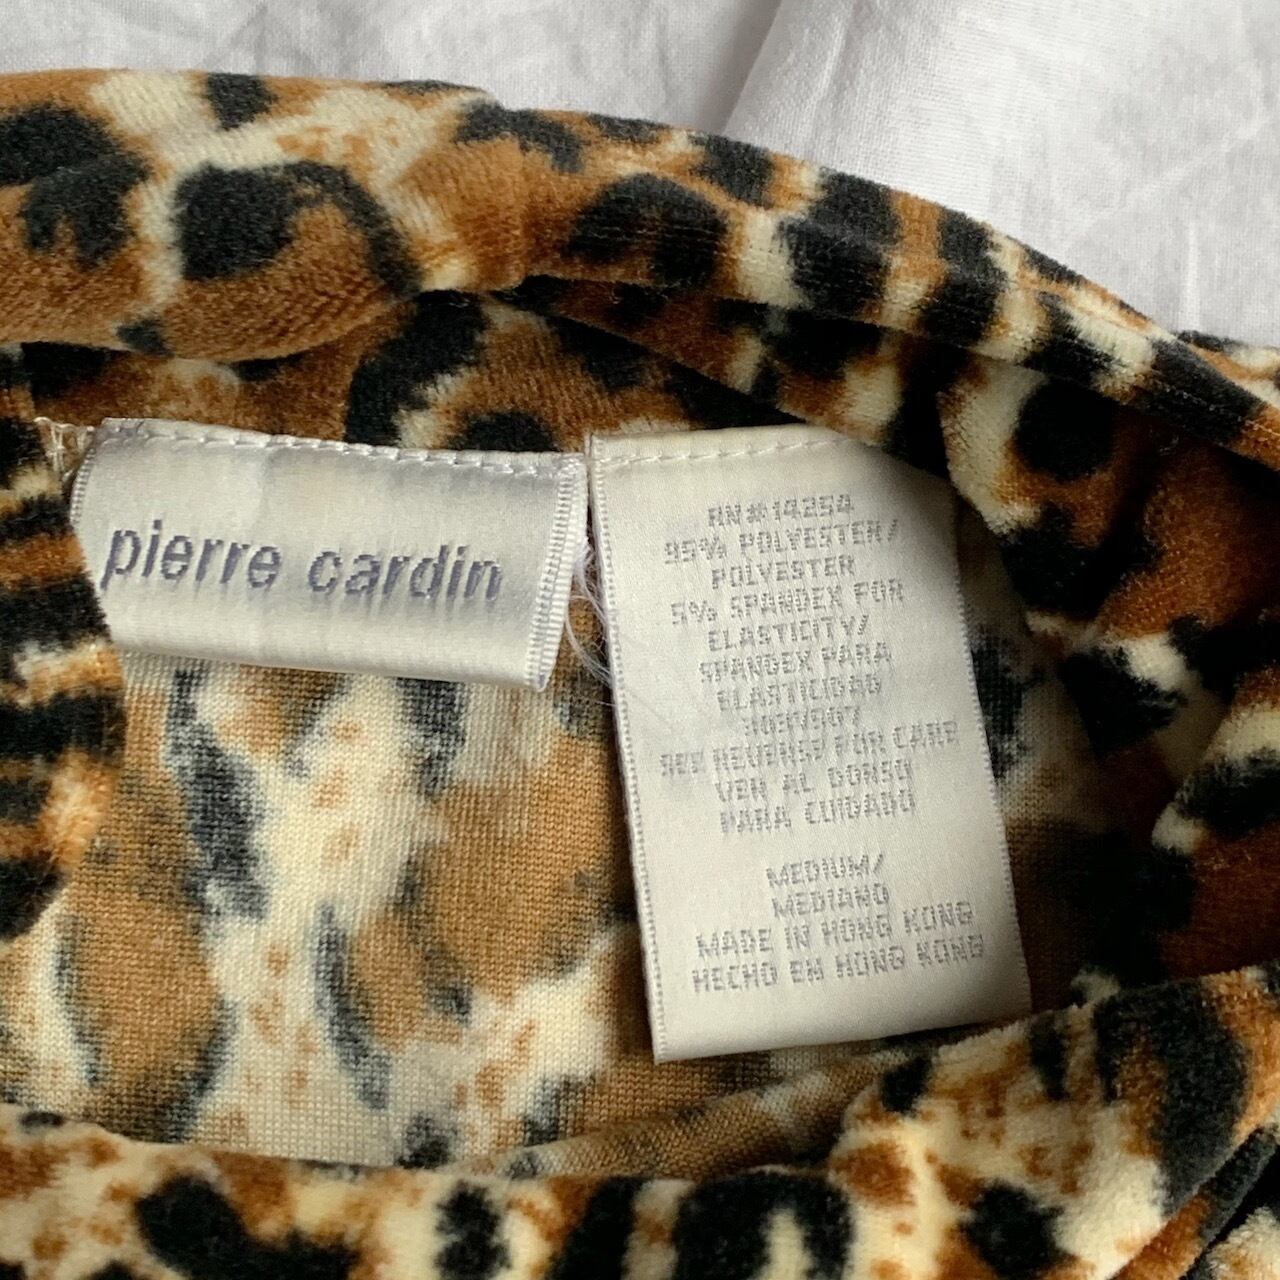 pierre cardin
RN#14254
95% POLYESTER/
POLYESTER
5% SPANDEX FOR
ELASTICITY/
SPANDEX PARA
ELASTICIDAD
SEE REVERSE FOR CARE
VER AL DORSO
PARA CUIDADO
MEDIUM/
MEDIANO
MADE IN HONG KONG
HECHO EN HONG KONG